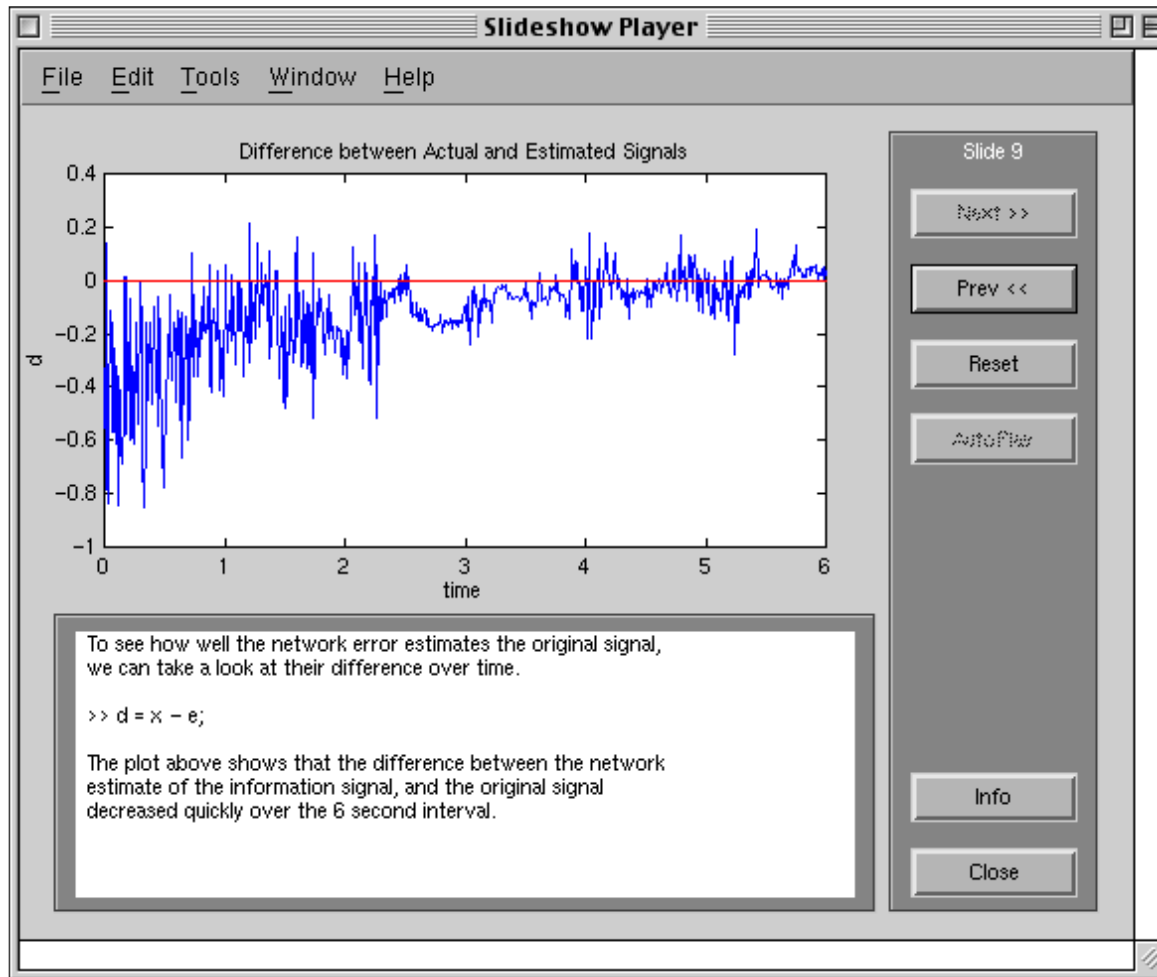 Slideshow Player
File Edit Tools Window Help
Difference between Actual and Estimated Signals
0.4
0.2
0
−0.2
−0.4
−0.6
−0.8
−1
d
0 1 2 3 4 5 6
time
Slide 9
Next >>
Prev <<
Reset
AutoPlay
To see how well the network error estimates the original signal,
we can take a look at their difference over time.
>> d = x − e;
The plot above shows that the difference between the network
estimate of the information signal, and the original signal
decreased quickly over the 6 second interval.
Info
Close